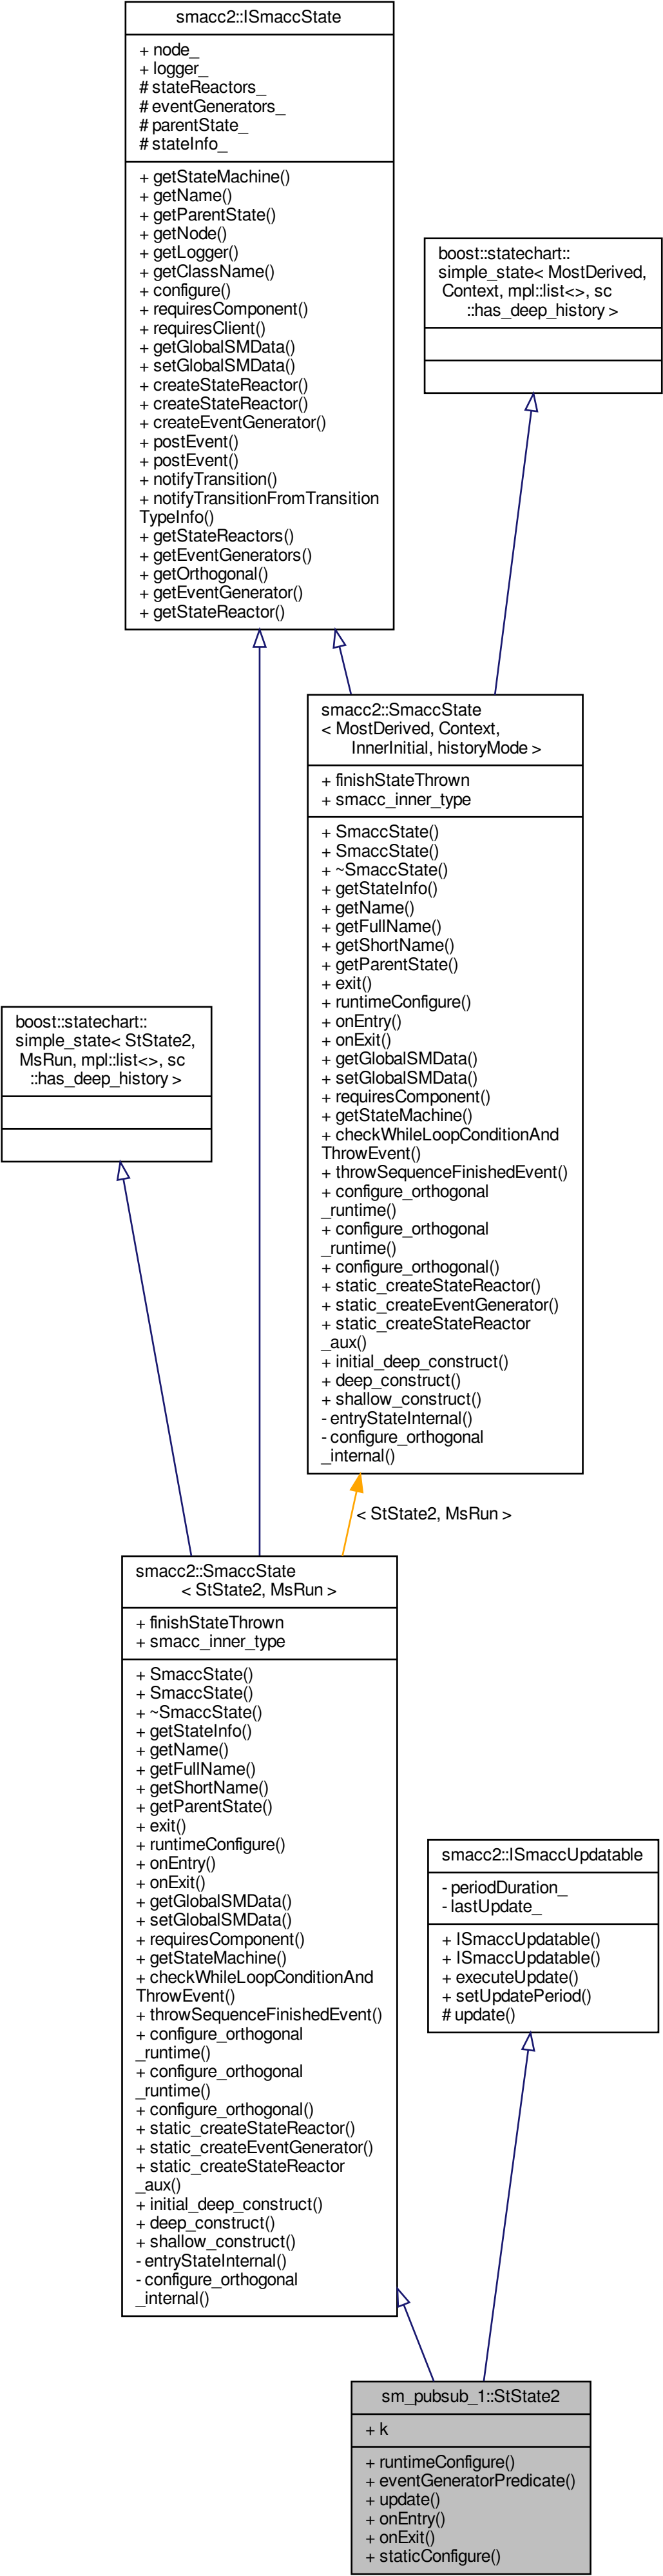 smacc2::ISmaccState
+ node_
+ logger_
# stateReactors_
# eventGenerators_
# parentState_
# stateInfo_
+ getStateMachine()
+ getName()
+ getParentState()
+ getNode()
+ getLogger()
+ getClassName()
+ configure()
+ requiresComponent()
+ requiresClient()
+ getGlobalSMData()
+ setGlobalSMData()
+ createStateReactor()
+ createStateReactor()
+ createEventGenerator()
+ postEvent()
+ postEvent()
+ notifyTransition()
+ notifyTransitionFromTransition
TypeInfo()
+ getStateReactors()
+ getEventGenerators()
+ getOrthogonal()
+ getEventGenerator()
+ getStateReactor()
boost::statechart::
simple_state< MostDerived,
Context, mpl::list<>, sc
::has_deep_history >
smacc2::SmaccState
< MostDerived, Context,
InnerInitial, historyMode >
+ finishStateThrown
+ smacc_inner_type
+ SmaccState()
+ SmaccState()
+ ~SmaccState()
+ getStateInfo()
+ getName()
+ getFullName()
+ getShortName()
+ getParentState()
+ exit()
+ runtimeConfigure()
+ onEntry()
+ onExit()
+ getGlobalSMData()
+ setGlobalSMData()
+ requiresComponent()
+ getStateMachine()
+ checkWhileLoopConditionAnd
ThrowEvent()
+ throwSequenceFinishedEvent()
+ configure_orthogonal
_runtime()
+ configure_orthogonal
_runtime()
+ configure_orthogonal()
+ static_createStateReactor()
+ static_createEventGenerator()
+ static_createStateReactor
_aux()
+ initial_deep_construct()
+ deep_construct()
+ shallow_construct()
- entryStateInternal()
- configure_orthogonal
_internal()
boost::statechart::
simple_state< StState2,
MsRun, mpl::list<>, sc
::has_deep_history >
< StState2, MsRun >
smacc2::SmaccState
< StState2, MsRun >
+ finishStateThrown
+ smacc_inner_type
+ SmaccState()
+ SmaccState()
+ ~SmaccState()
+ getStateInfo()
+ getName()
+ getFullName()
+ getShortName()
+ getParentState()
+ exit()
+ runtimeConfigure()
+ onEntry()
+ onExit()
+ getGlobalSMData()
+ setGlobalSMData()
+ requiresComponent()
+ getStateMachine()
+ checkWhileLoopConditionAnd
ThrowEvent()
+ throwSequenceFinishedEvent()
+ configure_orthogonal
_runtime()
+ configure_orthogonal
_runtime()
+ configure_orthogonal()
+ static_createStateReactor()
+ static_createEventGenerator()
+ static_createStateReactor
_aux()
+ initial_deep_construct()
+ deep_construct()
+ shallow_construct()
- entryStateInternal()
- configure_orthogonal
_internal()
smacc2::ISmaccUpdatable
- periodDuration_
- lastUpdate_
+ ISmaccUpdatable()
+ ISmaccUpdatable()
+ executeUpdate()
+ setUpdatePeriod()
# update()
sm_pubsub_1::StState2
+ k
+ runtimeConfigure()
+ eventGeneratorPredicate()
+ update()
+ onEntry()
+ onExit()
+ staticConfigure()